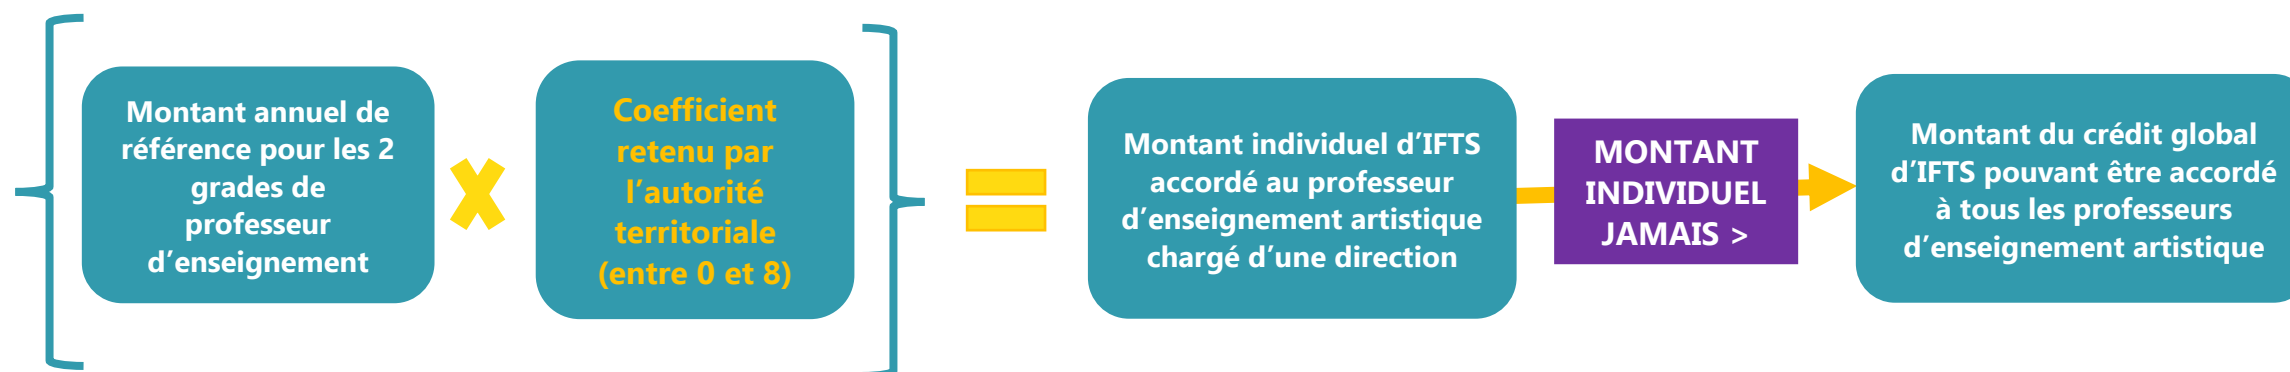 Montant annuel de
référence pour les 2
grades de
professeur
d’enseignement
Coefficient
retenu par
l’autorité
territoriale
(entre 0 et 8)
Montant individuel d’IFTS
accordé au professeur
d’enseignement artistique
chargé d’une direction
MONTANT
INDIVIDUEL
JAMAIS >
Montant du crédit global
d’IFTS pouvant être accordé
à tous les professeurs
d’enseignement artistique